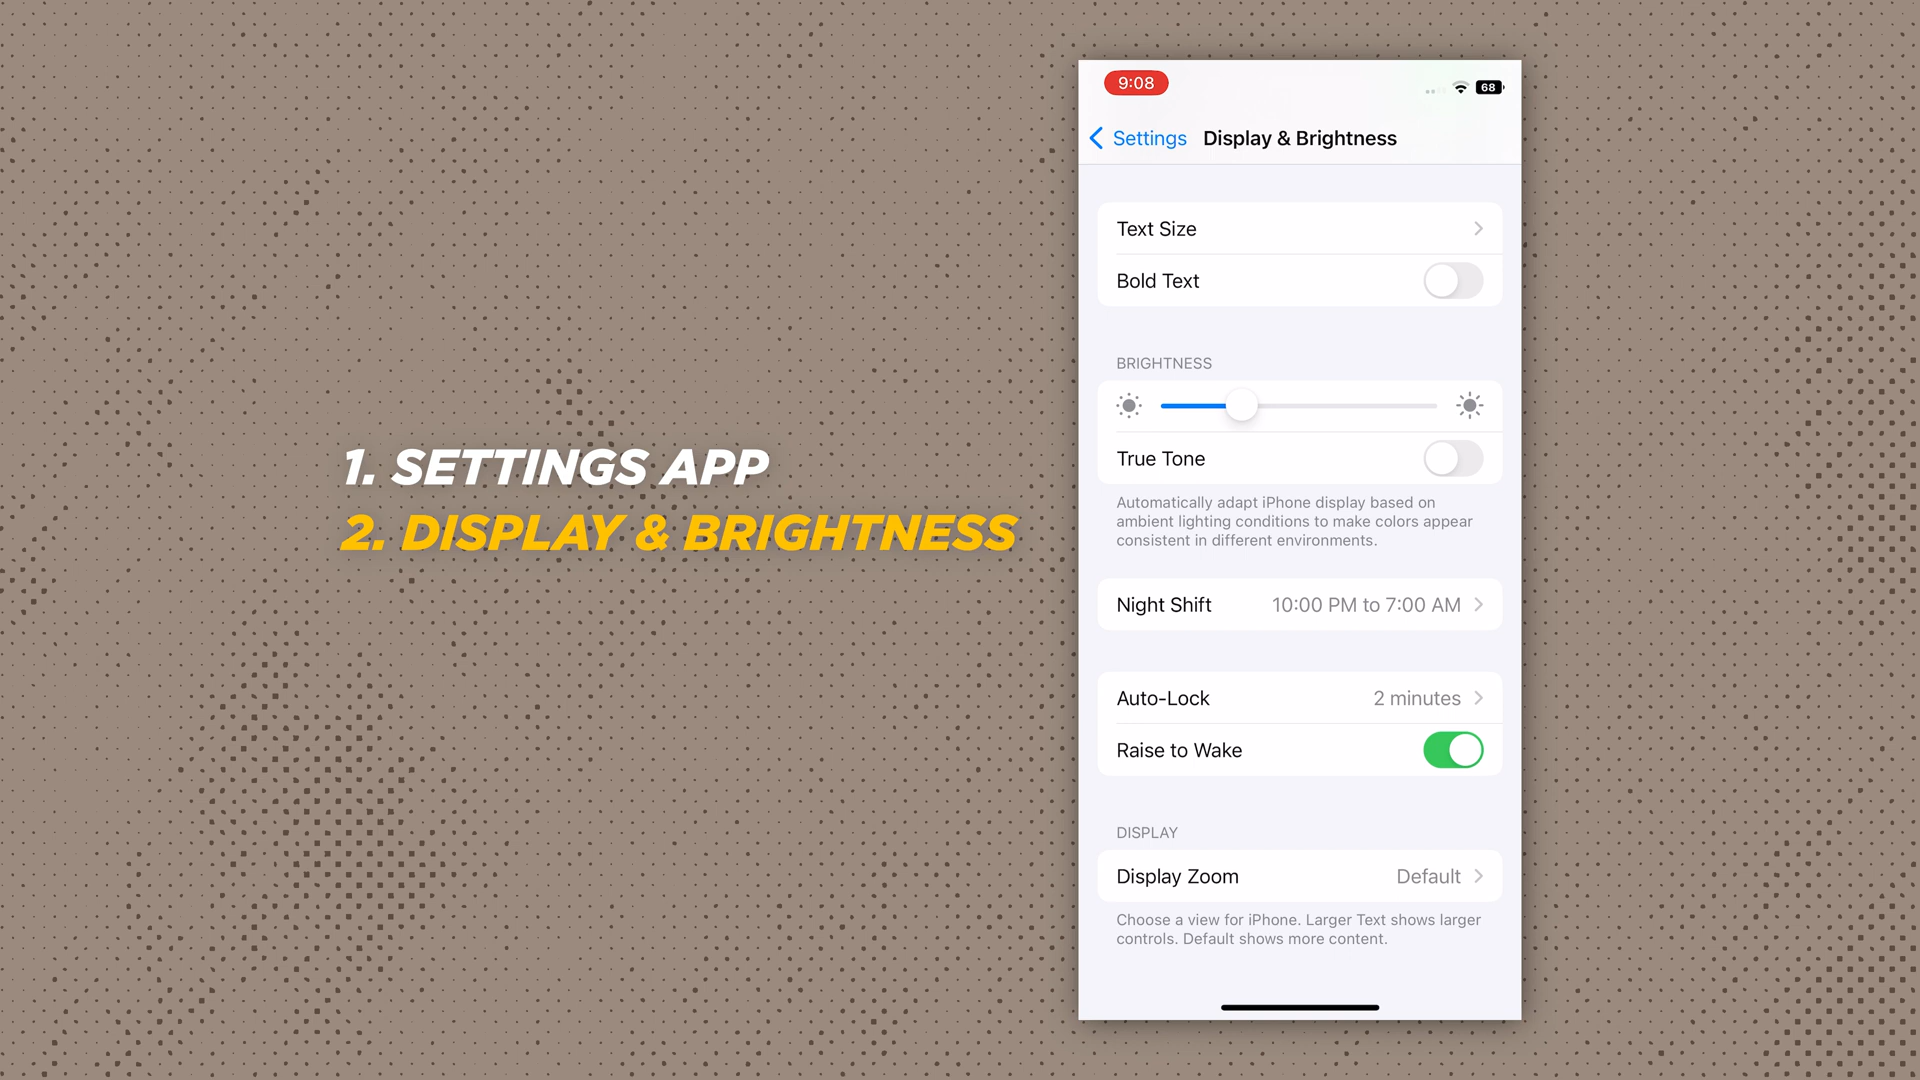 1. SETTINGS APP
2. DISPLAY & BRIGHTNESS
9:08
68
Settings
Display & Brightness
Text Size
Bold Text
BRIGHTNESS
True Tone
Automatically adapt iPhone display based on
ambient lighting conditions to make colors appear
consistent in different environments.
Night Shift 10:00 PM to 7:00 AM
Auto-Lock 2 minutes
Raise to Wake
DISPLAY
Display Zoom Default
Choose a view for iPhone. Larger Text shows larger
controls. Default shows more content.